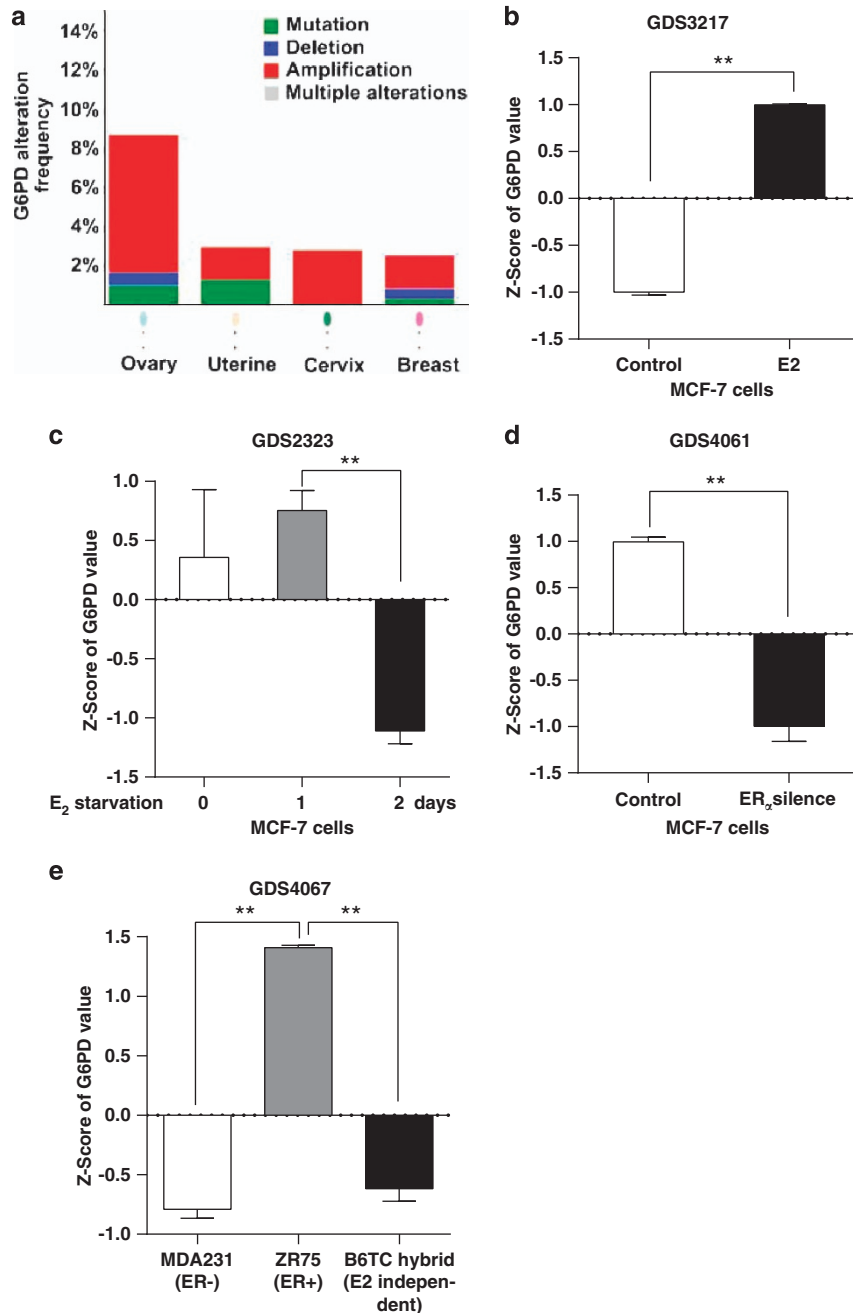 a
14%
12%
10%
8%
6%
4%
2%
G6PD alteration
frequency
Mutation
Deletion
Amplification
Multiple alterations
Ovary Uterine Cervix Breast
b
GDS3217
**
1.5
1.0
0.5
0.0
-0.5
-1.0
-1.5
Z-Score of G6PD value
Control E2
MCF-7 cells
c
GDS2323
**
1.0
0.5
0.0
-0.5
-1.0
-1.5
Z-Score of G6PD value
E2 starvation 0 1 2 days
MCF-7 cells
d
GDS4061
**
1.5
1.0
0.5
0.0
-0.5
-1.0
-1.5
Z-Score of G6PD value
Control ERαsilence
MCF-7 cells
e
GDS4067
** **
1.5
1.0
0.5
0.0
-0.5
-1.0
Z-Score of G6PD value
MDA231 ZR75 B6TC hybrid
(ER-) (ER+) (E2 indepen-
dent)